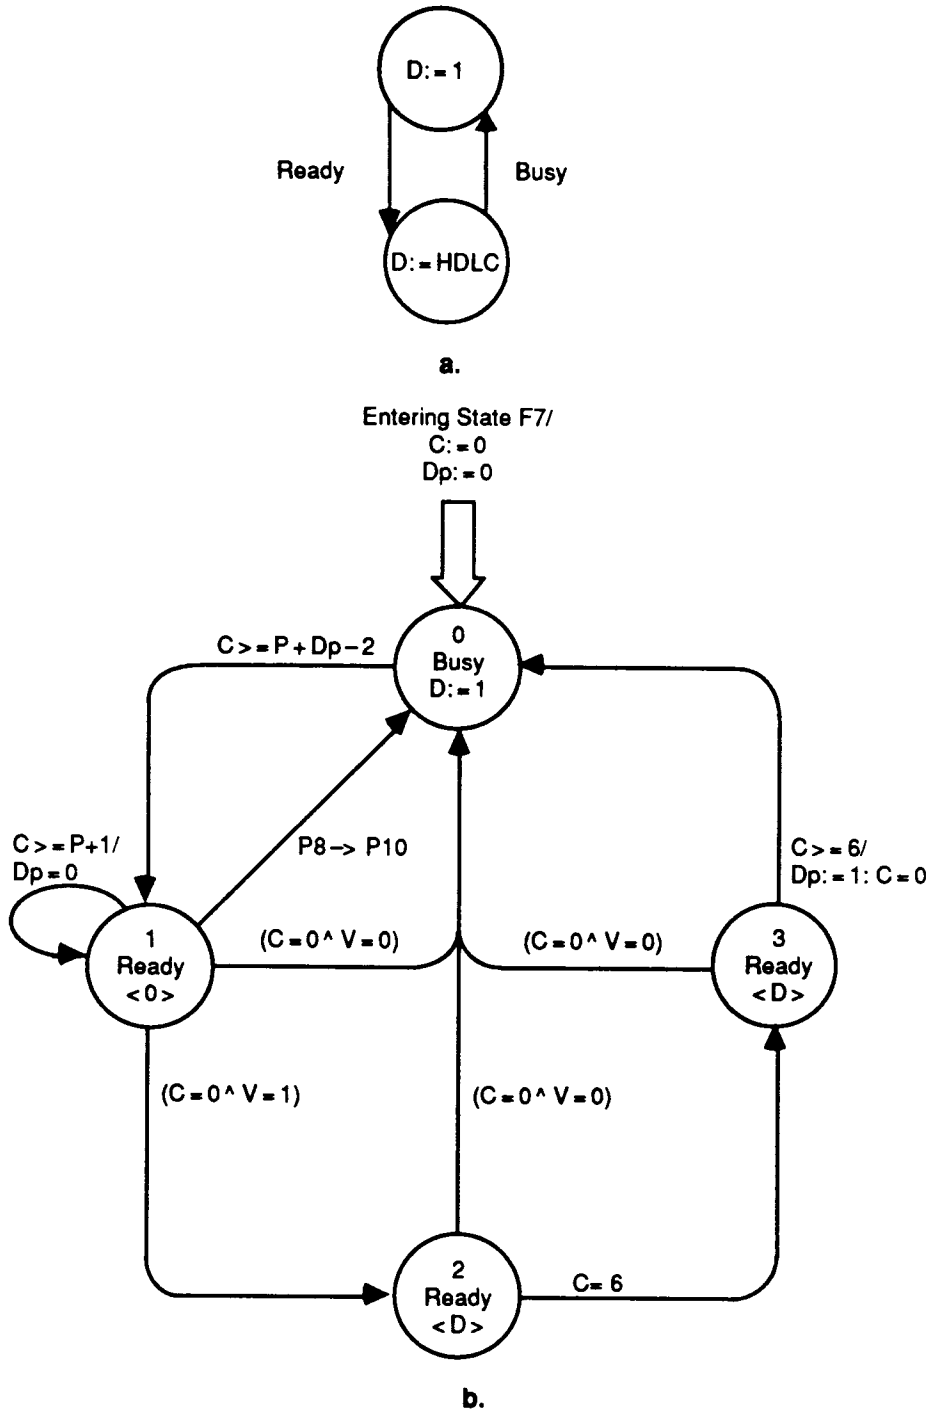 D: = 1
Ready
Busy
D: = HDLC
a.
Entering State F7/
C: = 0
Dp: = 0
0
Busy
D: = 1
C > = P + Dp – 2
P8 –> P10
C > = P+1/
Dp = 0
C > = 6/
Dp: = 1: C = 0
1
Ready
< 0 >
(C = 0 ^ V = 0)
(C = 0 ^ V = 0)
3
Ready
< D >
(C = 0 ^ V = 1)
(C = 0 ^ V = 0)
2
Ready
< D >
C = 6
b.